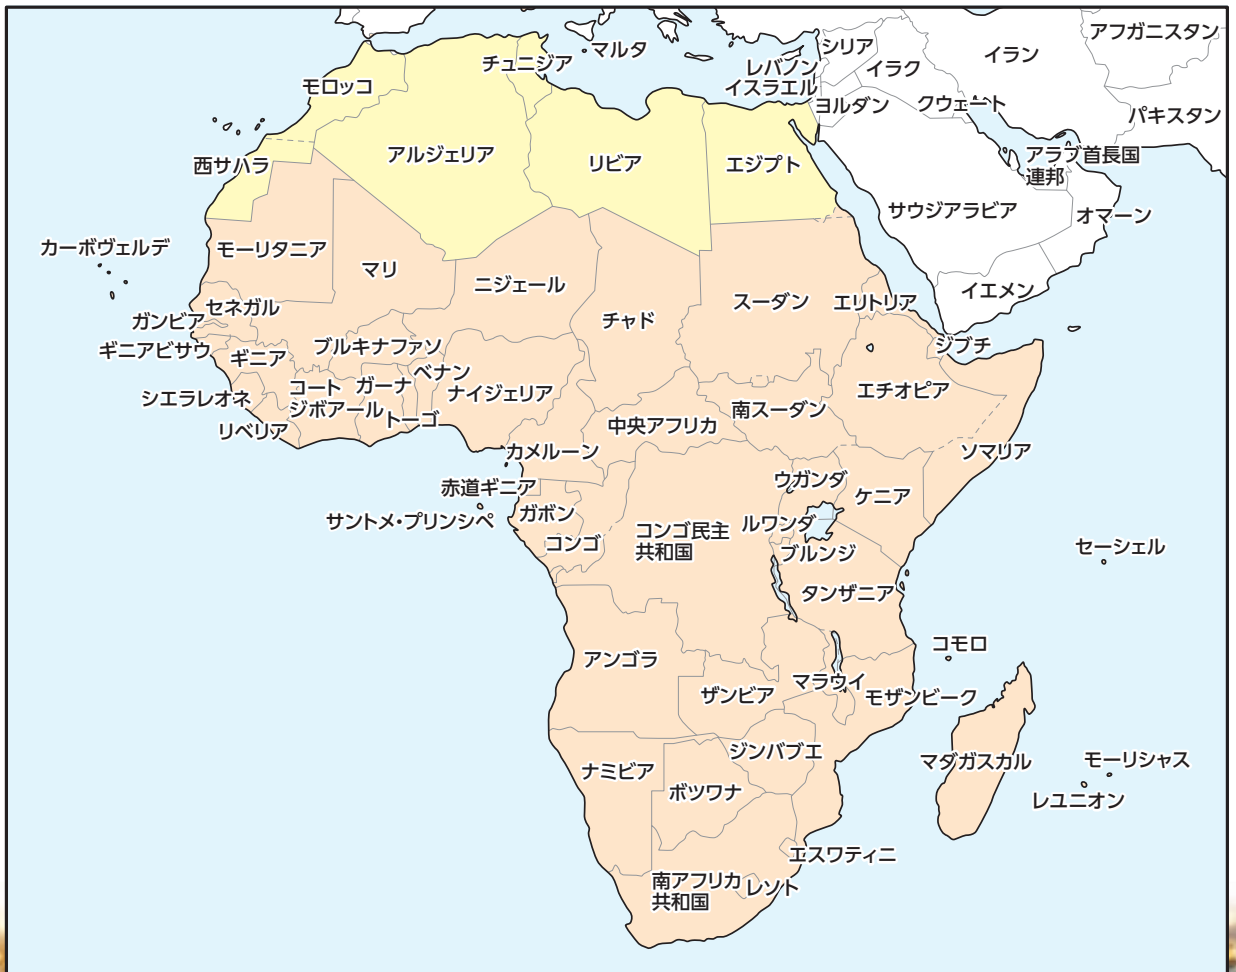 アフガニスタン
シリア
マルタ
イラン
チュニジア
レバノン
イラク
モロッコ
イスラエル
ヨルダン
クウェート
パキスタン
アルジェリア
リビア
エジプト
アラブ首長国
連邦
西サハラ
サウジアラビア
オマーン
カーボヴェルデ
モーリタニア
マリ
ニジェール
イエメン
セネガル
チャド
スーダン
エリトリア
ガンビア
ギニアビサウ
ギニア
ブルキナファソ
ジブチ
ベナン
コート
ジボアール
ガーナ
ナイジェリア
エチオピア
シエラレオネ
トーゴ
南スーダン
リベリア
中央アフリカ
カメルーン
ソマリア
赤道ギニア
ウガンダ
ケニア
サントメ・プリンシペ
ガボン
コンゴ
コンゴ民主
共和国
ルワンダ
ブルンジ
セーシェル
タンザニア
コモロ
アンゴラ
マラウイ
ザンビア
モザンビーク
ジンバブエ
マダガスカル
モーリシャス
ナミビア
ボツワナ
レユニオン
エスワティニ
南アフリカ
共和国
レソト